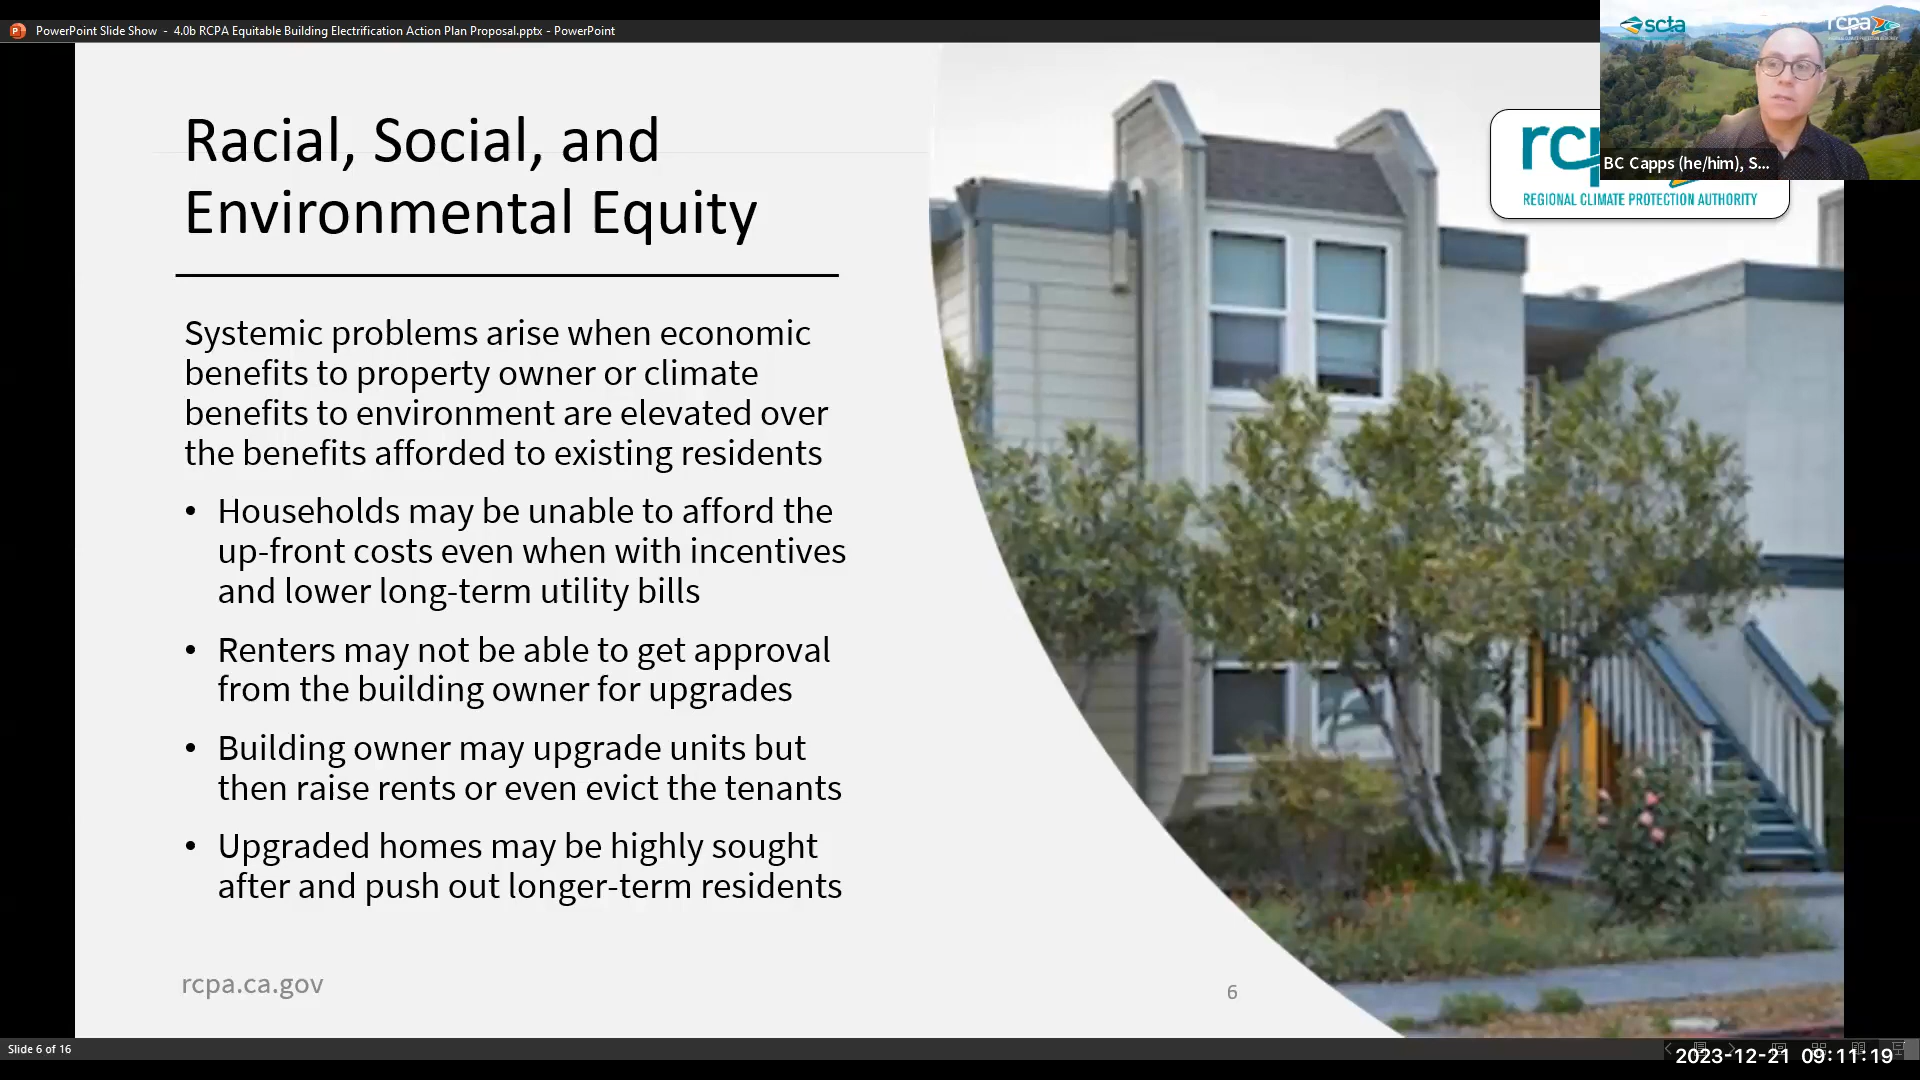 PowerPoint Slide Show - 4.0b RCPA Equitable Building Electrification Action Plan Proposal.pptx - PowerPoint
scta
rcpa
BC Capps (he/him), S...
REGIONAL CLIMATE PROTECTION AUTHORITY
Racial, Social, and
Environmental Equity
Systemic problems arise when economic
benefits to property owner or climate
benefits to environment are elevated over
the benefits afforded to existing residents
• Households may be unable to afford the
up-front costs even when with incentives
and lower long-term utility bills
• Renters may not be able to get approval
from the building owner for upgrades
• Building owner may upgrade units but
then raise rents or even evict the tenants
• Upgraded homes may be highly sought
after and push out longer-term residents
rcpa.ca.gov
6
Slide 6 of 16
2023-12-21 09:11:19